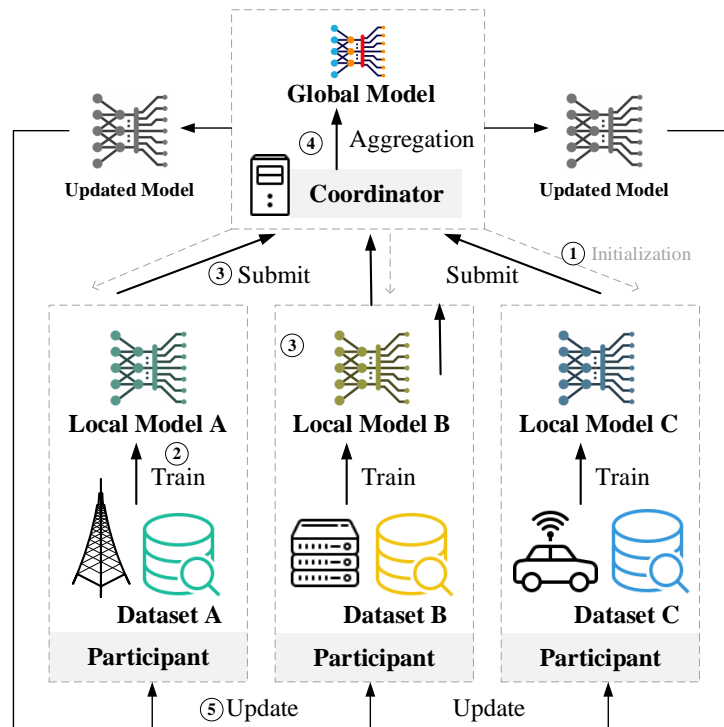 Global Model
④ Aggregation
Updated Model
Updated Model
Coordinator
① Initialization
③ Submit
Submit
③
Local Model A
Local Model B
Local Model C
②
Train
Train
Train
Dataset A
Dataset B
Dataset C
Participant
Participant
Participant
⑤ Update
Update